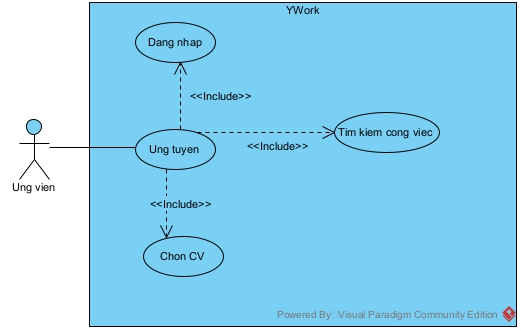 YWork
Dang nhap
<<Include>>
Ung tuyen
Tim kiem cong viec
<<Include>>
Ung vien
<<Include>>
Chon CV
Powered By Visual Paradigm Community Edition